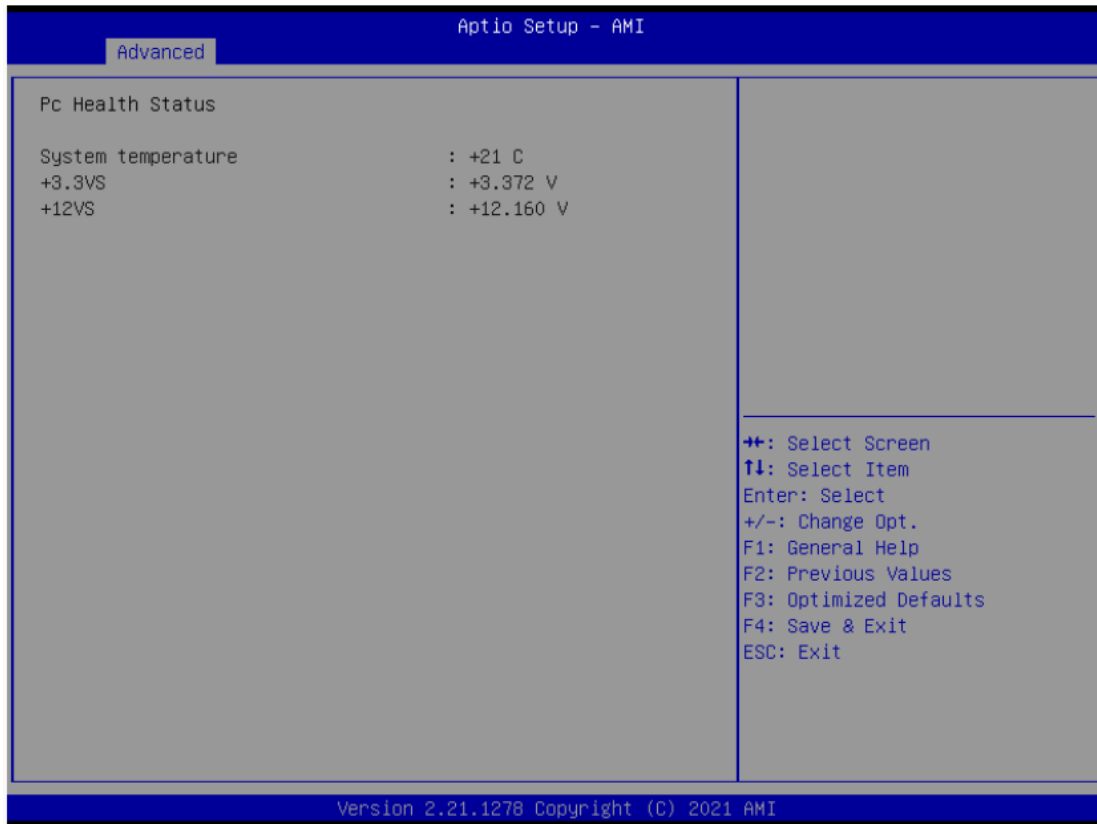 Aptio Setup – AMI
Advanced
Pc Health Status
System temperature : +21 C
+3.3VS : +3.372 V
+12VS : +12.160 V
→←: Select Screen
↑↓: Select Item
Enter: Select
+/-: Change Opt.
F1: General Help
F2: Previous Values
F3: Optimized Defaults
F4: Save & Exit
ESC: Exit
Version 2.21.1278 Copyright (C) 2021 AMI